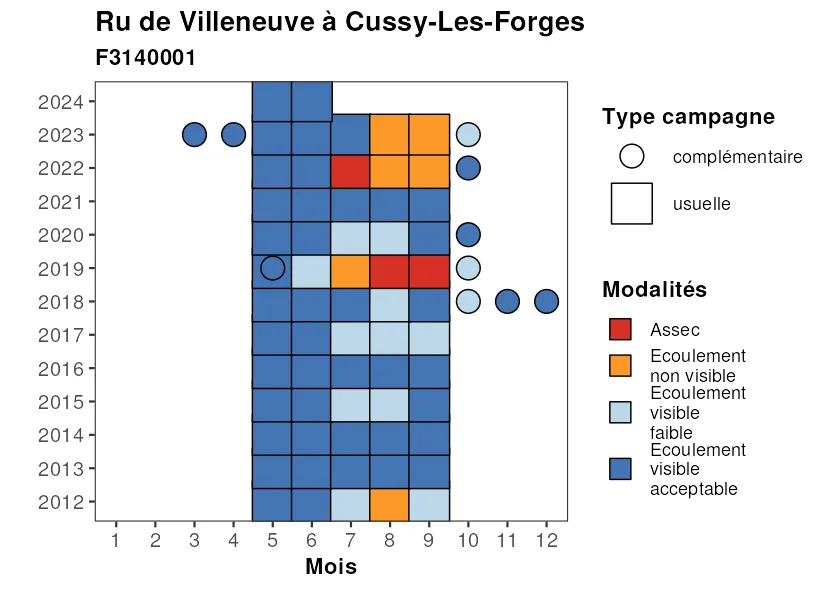 Ru de Villeneuve à Cussy-Les-Forges
F3140001
2024
2023
2022
2021
2020
2019
2018
2017
2016
2015
2014
2013
2012
1 2 3 4 5 6 7 8 9 10 11 12
Mois
Type campagne
complémentaire
usuelle
Modalités
Assec
Ecoulement
non visible
Ecoulement
visible
faible
Ecoulement
visible
acceptable